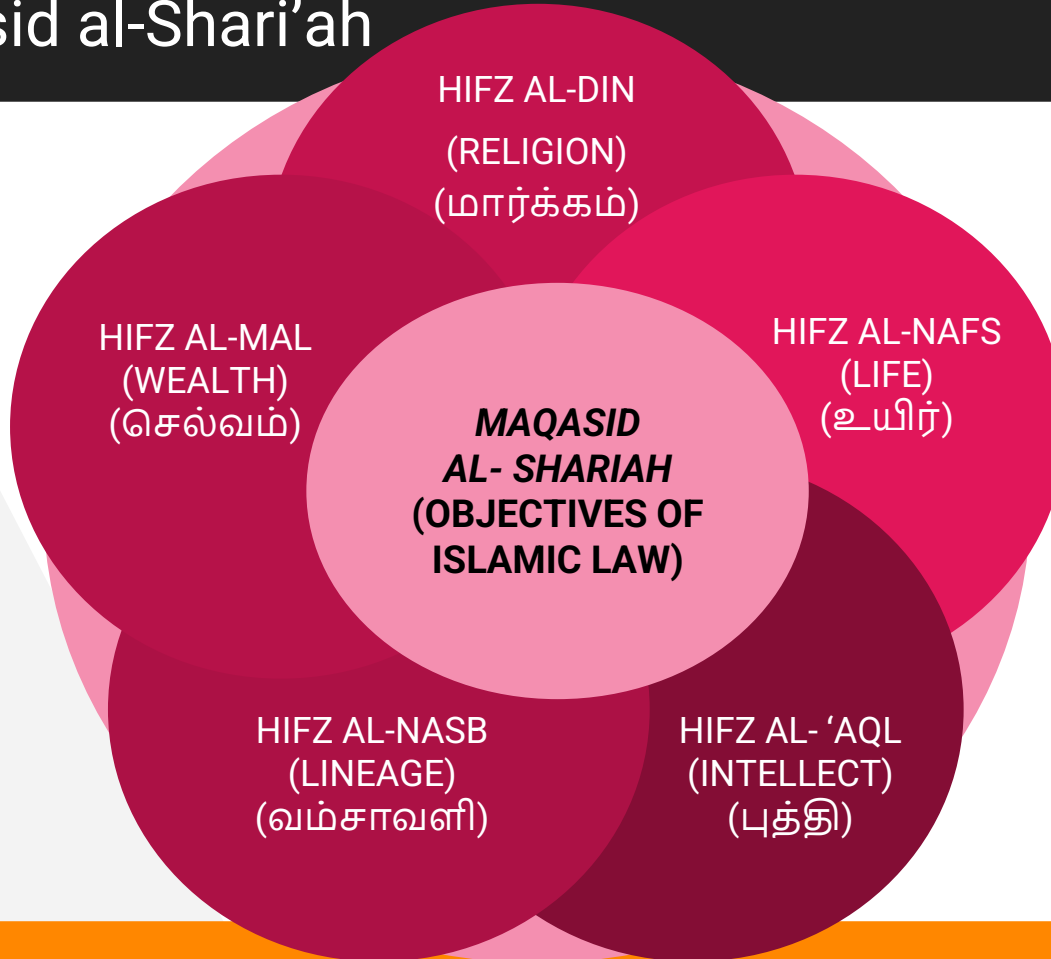 sid al-Shari’ah
HIFZ AL-DIN
(RELIGION)
(மார்க்கம்)
HIFZ AL-NAFS
(LIFE)
(உயிர்)
HIFZ AL- ‘AQL
(INTELLECT)
(புத்தி)
HIFZ AL-NASB
(LINEAGE)
(வம்சாவளி)
HIFZ AL-MAL
(WEALTH)
(செல்வம்)
MAQASID
AL- SHARIAH
(OBJECTIVES OF
ISLAMIC LAW)